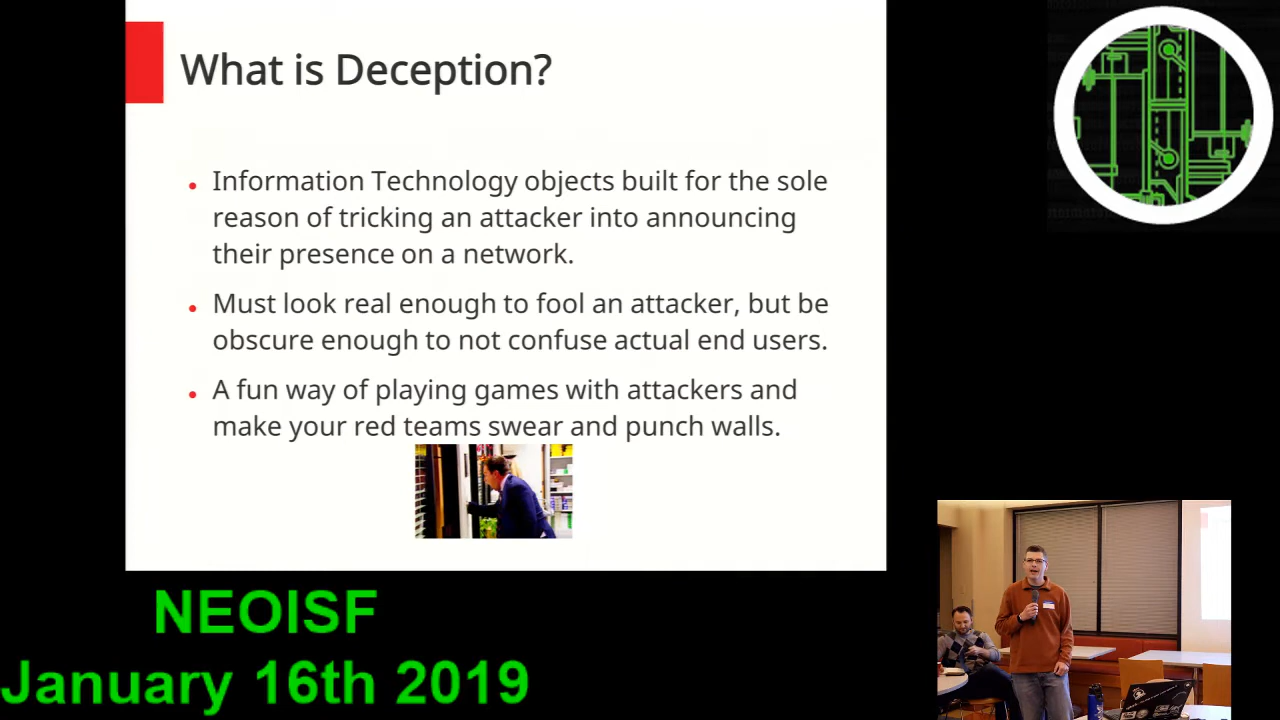 What is Deception?
Information Technology objects built for the sole
reason of tricking an attacker into announcing
their presence on a network.
Must look real enough to fool an attacker, but be
obscure enough to not confuse actual end users.
A fun way of playing games with attackers and
make your red teams swear and punch walls.
NEOISF
January 16th 2019